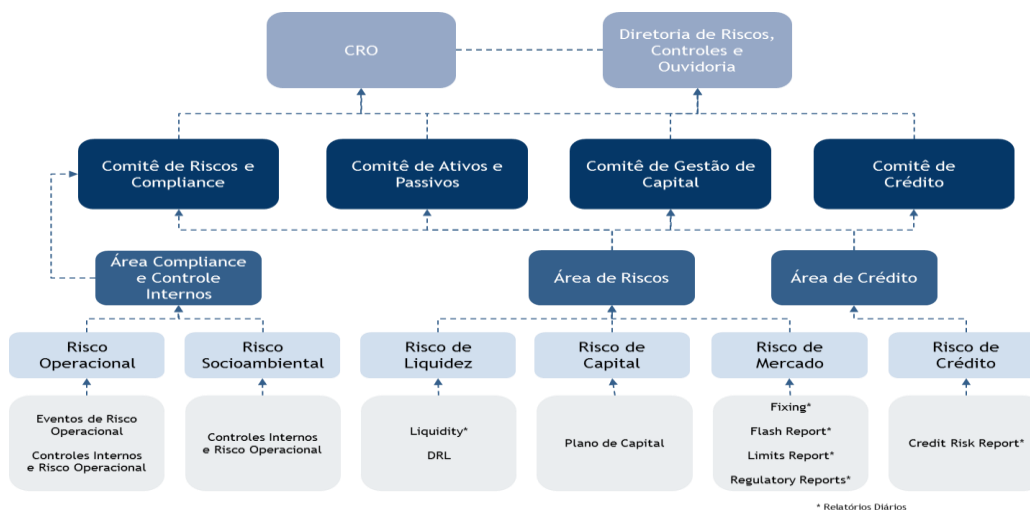 CRO
Diretoria de Riscos,
Controles e
Ouvidoria
Comitê de Riscos e
Compliance
Comitê de Ativos e
Passivos
Comitê de Gestão de
Capital
Comitê de
Crédito
Área Compliance
e Controle
Internos
Área de Riscos
Área de Crédito
Risco
Operacional
Risco
Socioambiental
Risco de
Liquidez
Risco de
Capital
Risco de
Mercado
Risco de
Crédito
Eventos de Risco
Operacional
Controles Internos
e Risco Operacional
Controles Internos
e Risco Operacional
Liquidity*
DRL
Plano de Capital
Fixing*
Flash Report*
Limits Report*
Regulatory Reports*
Credit Risk Report*
* Relatórios Diários